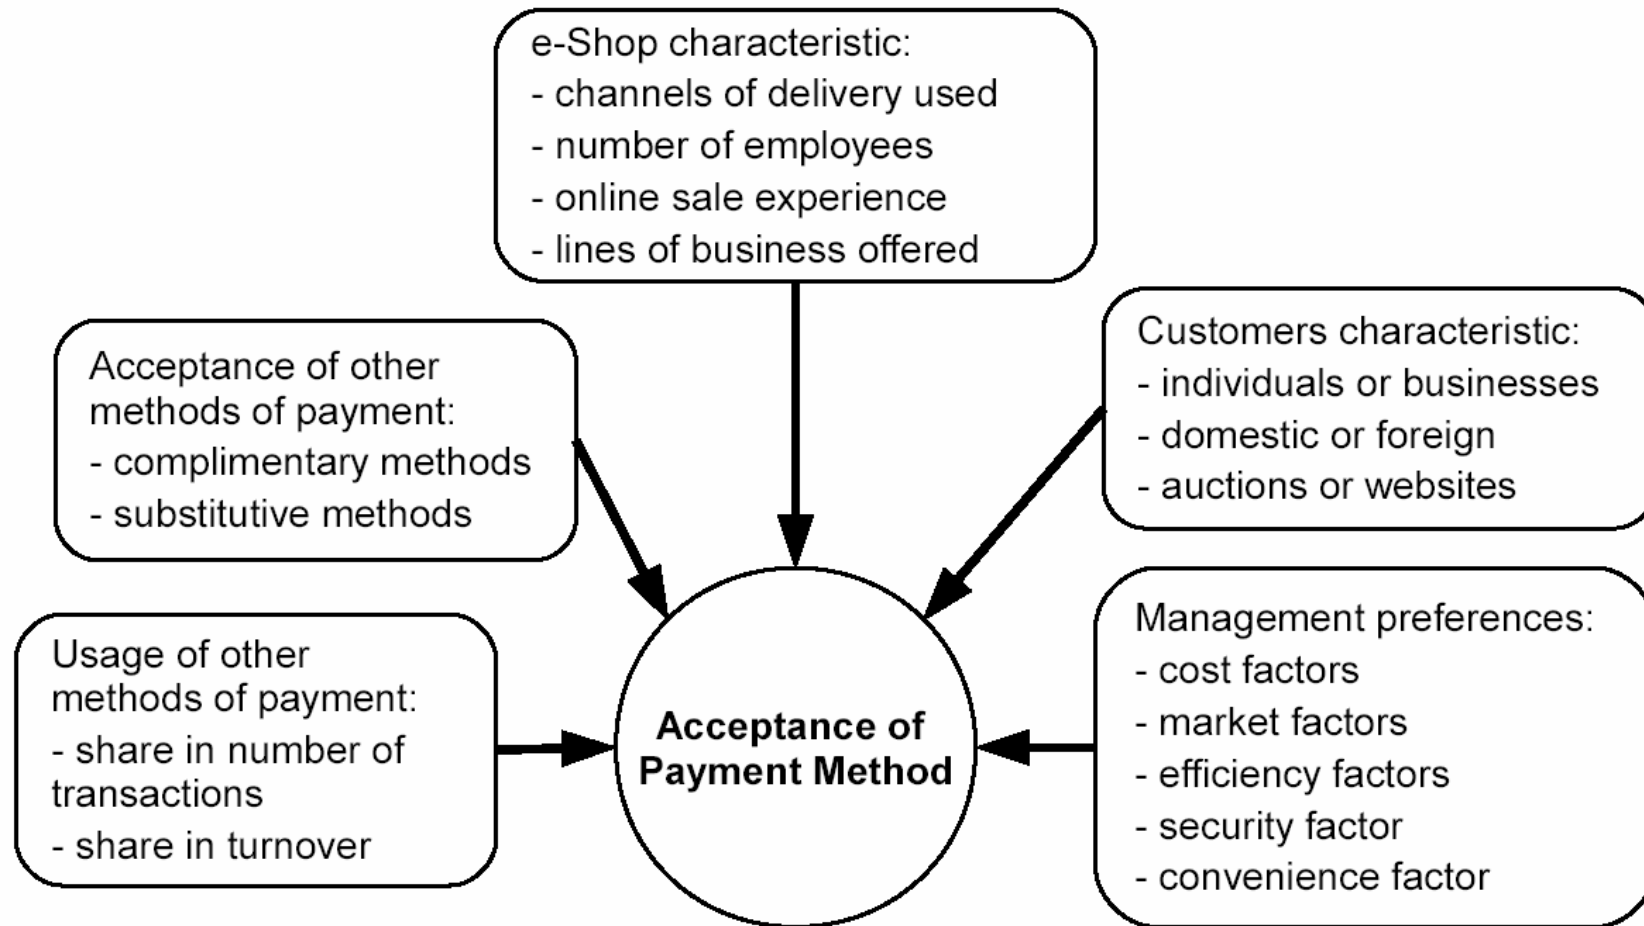 e-Shop characteristic:
- channels of delivery used
- number of employees
- online sale experience
- lines of business offered
Acceptance of other
methods of payment:
- complimentary methods
- substitutive methods
Customers characteristic:
- individuals or businesses
- domestic or foreign
- auctions or websites
Usage of other
methods of payment:
- share in number of
transactions
- share in turnover
Acceptance of
Payment Method
Management preferences:
- cost factors
- market factors
- efficiency factors
- security factor
- convenience factor